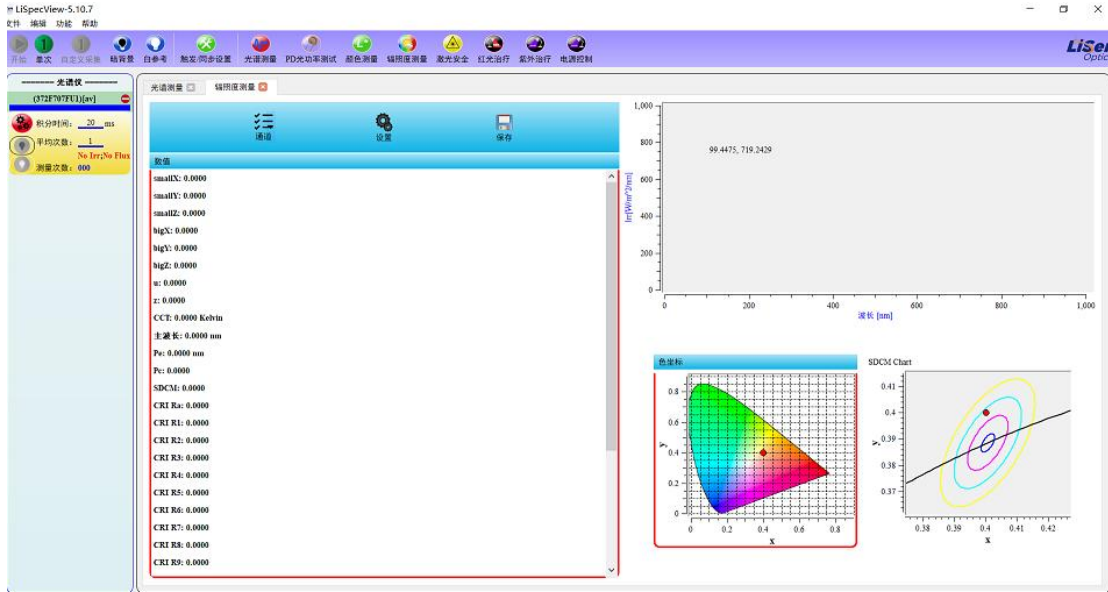 LiSpecView-5.10.7
文件 编辑 功能 帮助
开始 单次 自定义采集 暗背景 白参考 触发/同步设置 光谱测量 PD光功率测试 颜色测量 辐照度测量 激光安全 红光治疗 紫外治疗 电源控制
LiSen
Optic
------- 光谱仪 -------
(372F707FU1)[av]
积分时间: 20 ms
平均次数: 1
No Irr;No Flux
测量次数: 000
光谱测量 辐照度测量
通道 设置 保存
数值
smallX: 0.0000
smallY: 0.0000
smallZ: 0.0000
bigX: 0.0000
bigY: 0.0000
bigZ: 0.0000
u: 0.0000
z: 0.0000
CCT: 0.0000 Kelvin
主波长: 0.0000 nm
Pe: 0.0000 nm
Pc: 0.0000
SDCM: 0.0000
CRI Ra: 0.0000
CRI R1: 0.0000
CRI R2: 0.0000
CRI R3: 0.0000
CRI R4: 0.0000
CRI R5: 0.0000
CRI R6: 0.0000
CRI R7: 0.0000
CRI R8: 0.0000
CRI R9: 0.0000
1,000
800
600
400
200
0
Irr[W/m^2/nm]
99.4475, 719.2429
0 200 400 600 800 1,000
波长 [nm]
色坐标
0.8
0.6
0.4
0.2
0
y
0 0.2 0.4 0.6 0.8
x
SDCM Chart
0.41
0.4
0.39
0.38
0.37
y
0.38 0.39 0.4 0.41 0.42
x